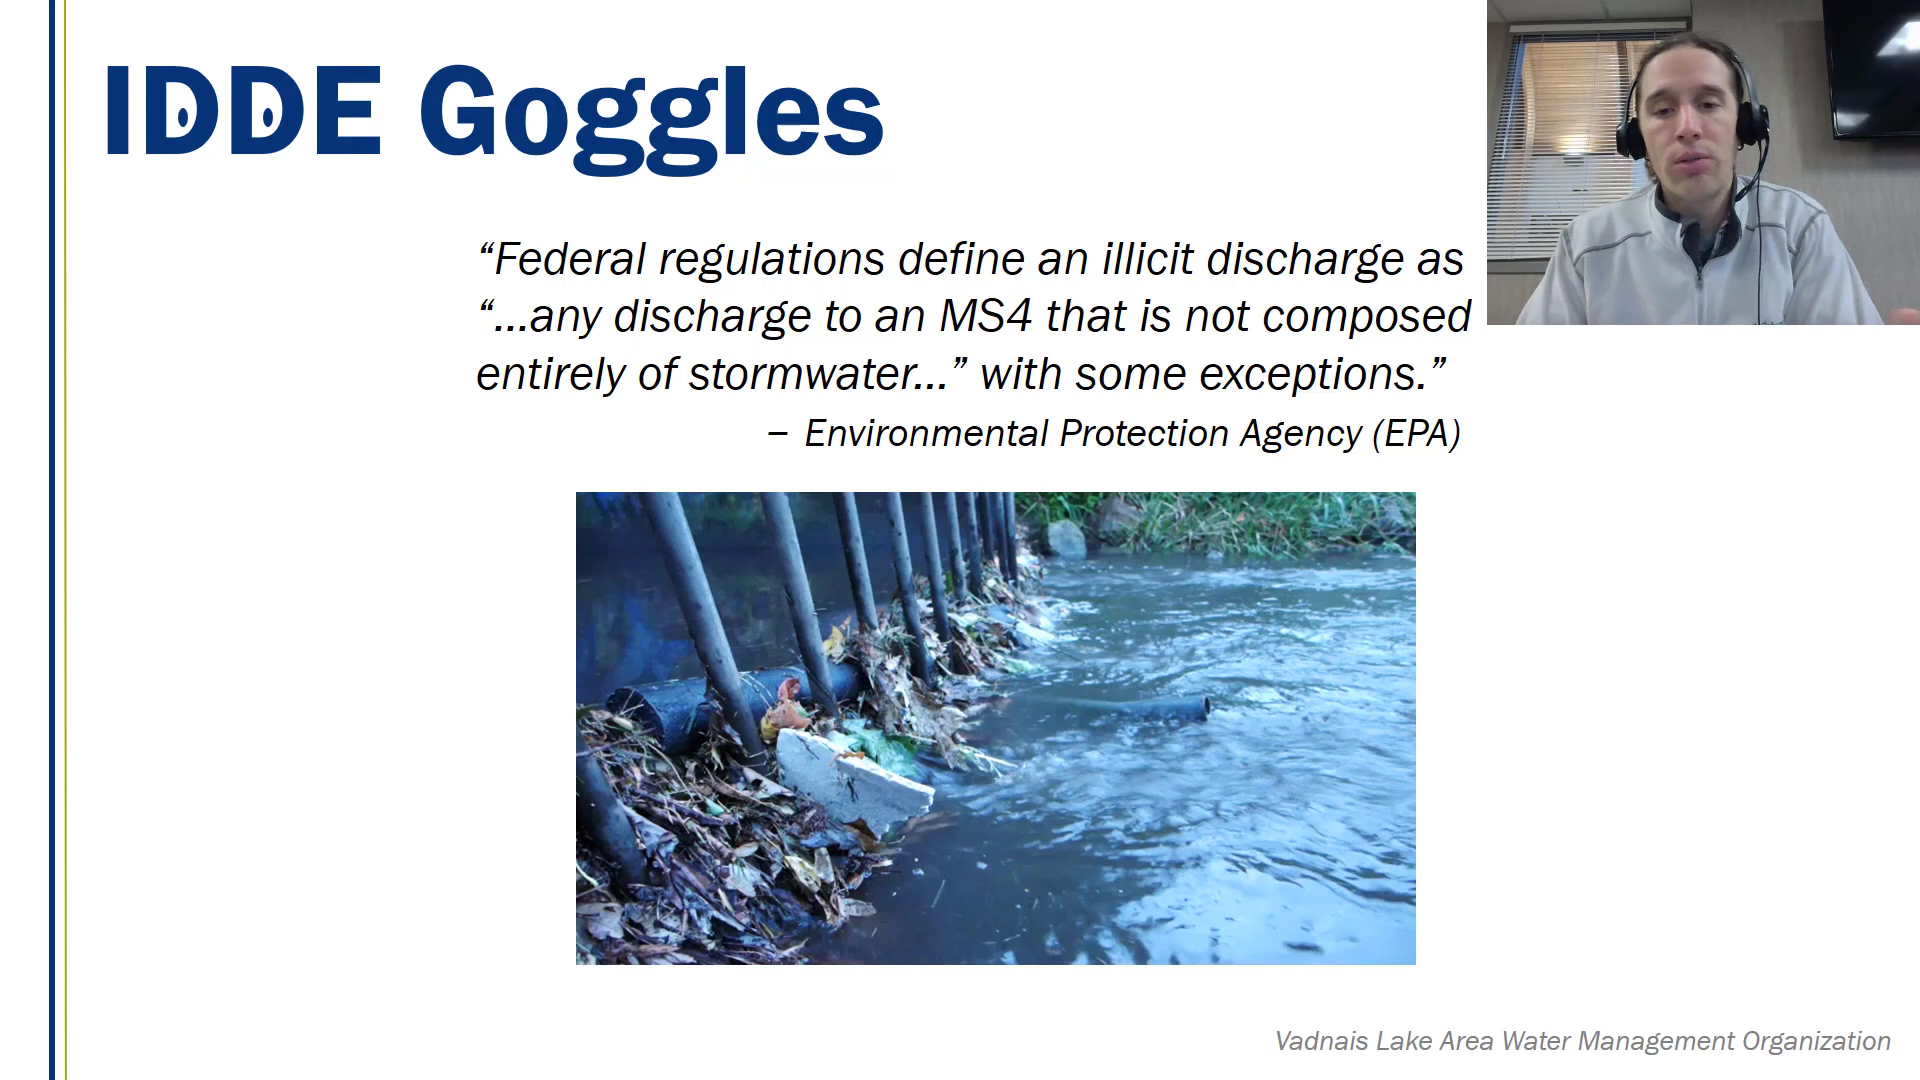 IDDE Goggles
“Federal regulations define an illicit discharge as
“...any discharge to an MS4 that is not composed
entirely of stormwater...” with some exceptions.”
– Environmental Protection Agency (EPA)
Vadnais Lake Area Water Management Organization